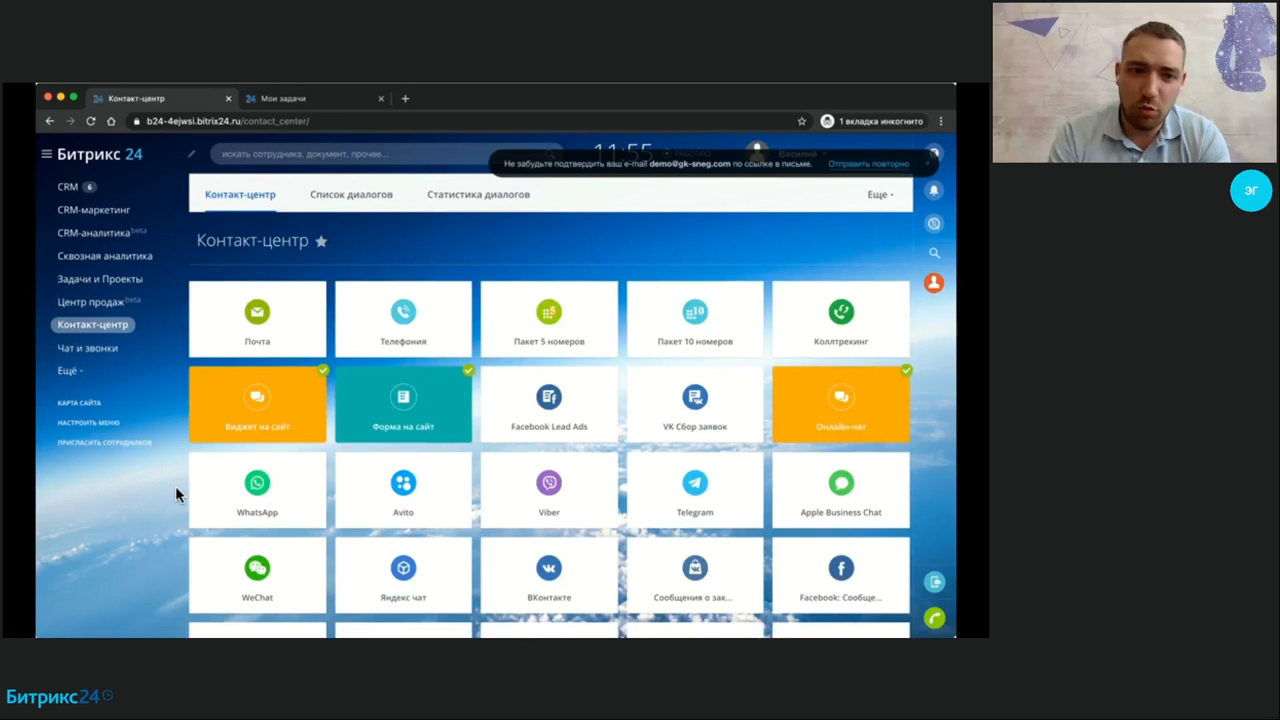 Контакт-центр
Мои задачи
b24-4ejwsi.bitrix24.ru/contact_center/
1 вкладка инкогнито
Битрикс 24
искать сотрудника, документ, прочее...
11:55
Не забудьте подтвердить ваш e-mail demo@gk-sneg.com по ссылке в письме. Отправить повторно
CRM 6
CRM-маркетинг
CRM-аналитика beta
Сквозная аналитика
Задачи и Проекты
Центр продаж beta
Контакт-центр
Чат и звонки
Ещё
КАРТА САЙТА
НАСТРОИТЬ МЕНЮ
ПРИГЛАСИТЬ СОТРУДНИКОВ
Контакт-центр Список диалогов Статистика диалогов Еще
Контакт-центр
Почта
Телефония
5
Пакет 5 номеров
10
Пакет 10 номеров
Коллтрекинг
Виджет на сайт
Форма на сайт
Facebook Lead Ads
VK Сбор заявок
Онлайн-чат
WhatsApp
Avito
Viber
Telegram
Apple Business Chat
WeChat
Яндекс чат
ВКонтакте
Сообщения о зак...
Facebook: Сообще...
ЭГ
Битрикс24